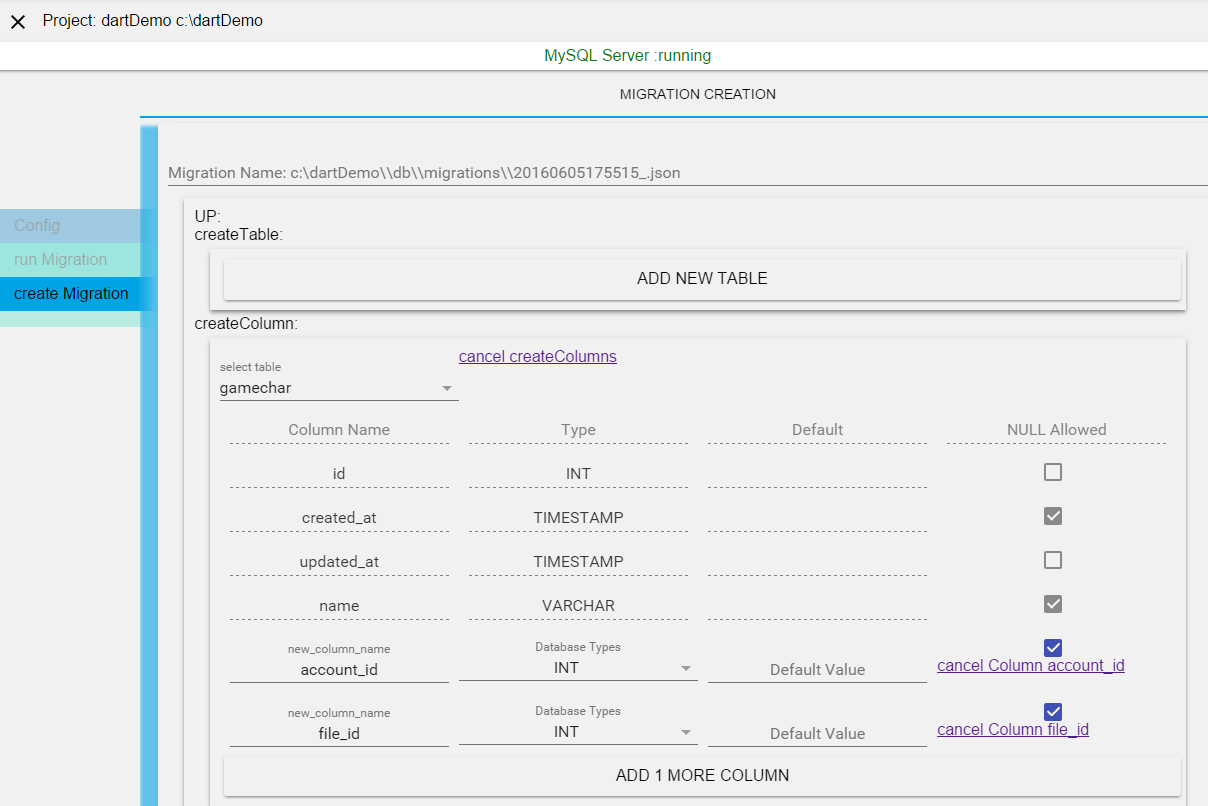 Project: dartDemo c:\dartDemo
MySQL Server :running
MIGRATION CREATION
Migration Name: c:\dartDemo\\db\\migrations\\20160605175515_.json
Config
run Migration
create Migration
UP:
createTable:
ADD NEW TABLE
createColumn:
select table
gamechar
cancel createColumns
Column Name Type Default NULL Allowed
id INT
created_at TIMESTAMP
updated_at TIMESTAMP
name VARCHAR
new_column_name Database Types
account_id INT Default Value cancel Column account_id
new_column_name Database Types
file_id INT Default Value cancel Column file_id
ADD 1 MORE COLUMN